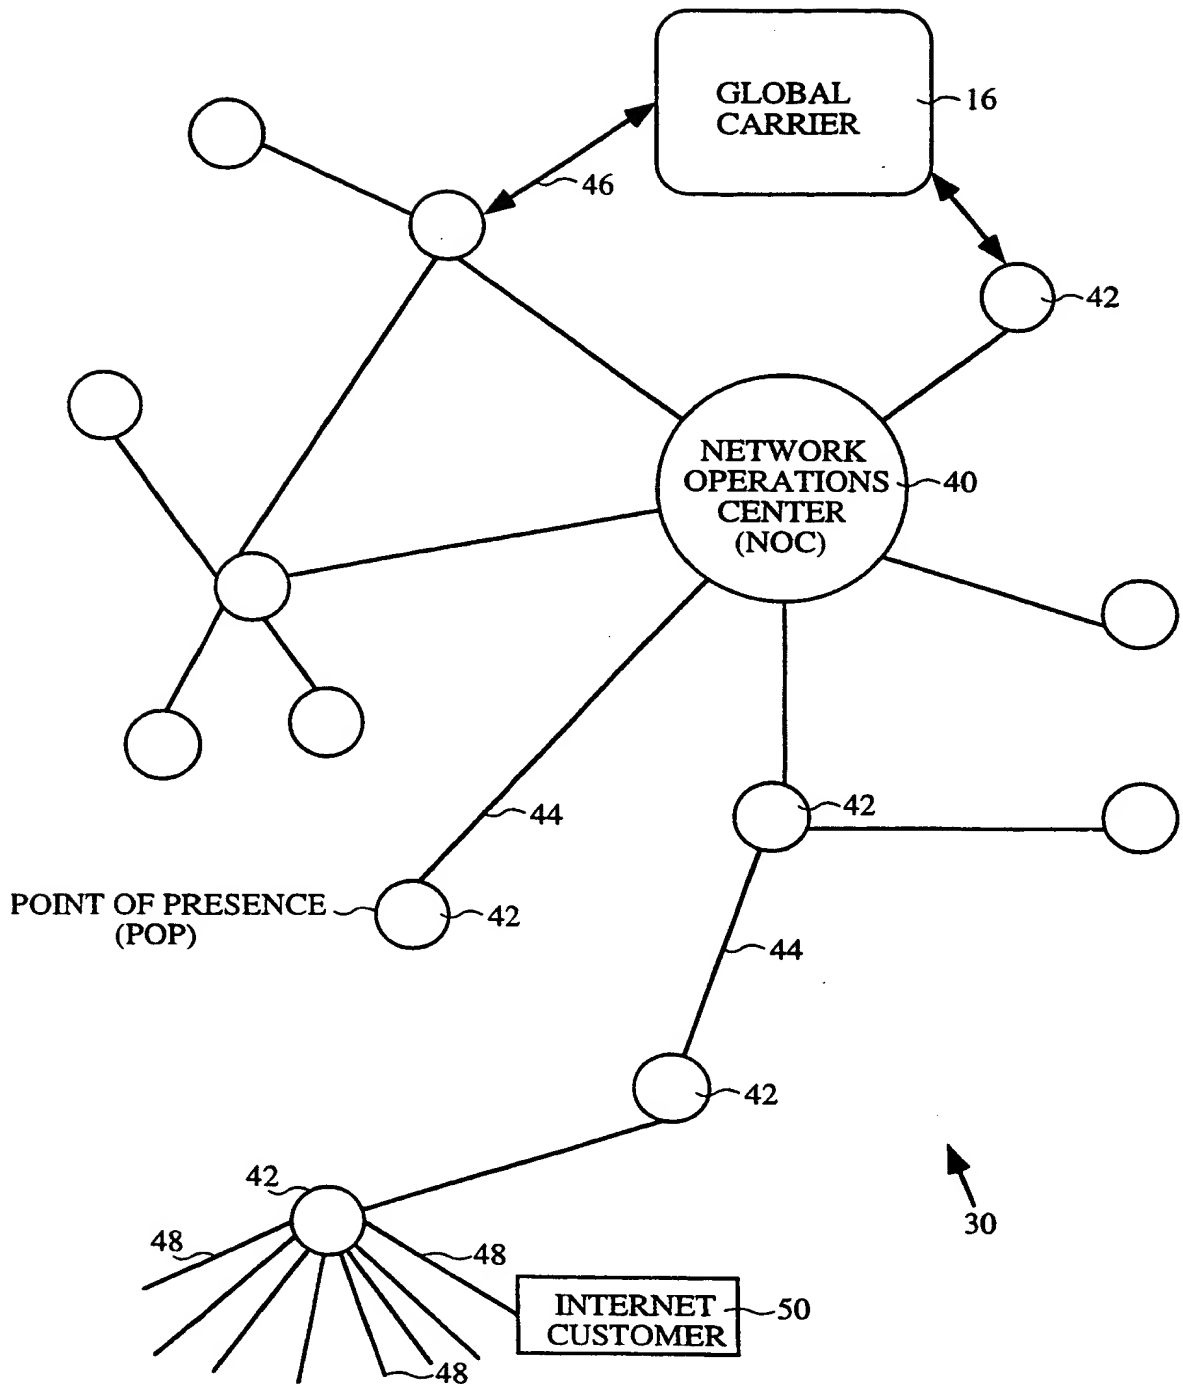 GLOBAL
CARRIER
16
46
42
NETWORK
OPERATIONS
CENTER
(NOC)
40
44
42
POINT OF PRESENCE
(POP)
42
44
42
42
30
48
48
INTERNET
CUSTOMER
50
48